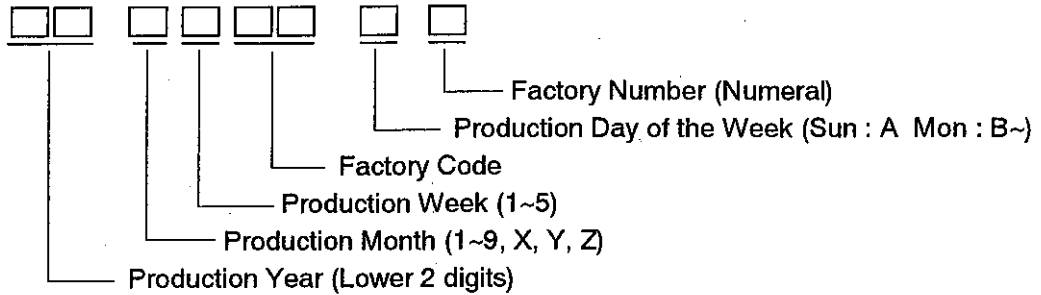 Factory Number (Numeral)
Production Day of the Week (Sun : A Mon : B~)
Factory Code
Production Week (1~5)
Production Month (1~9, X, Y, Z)
Production Year (Lower 2 digits)